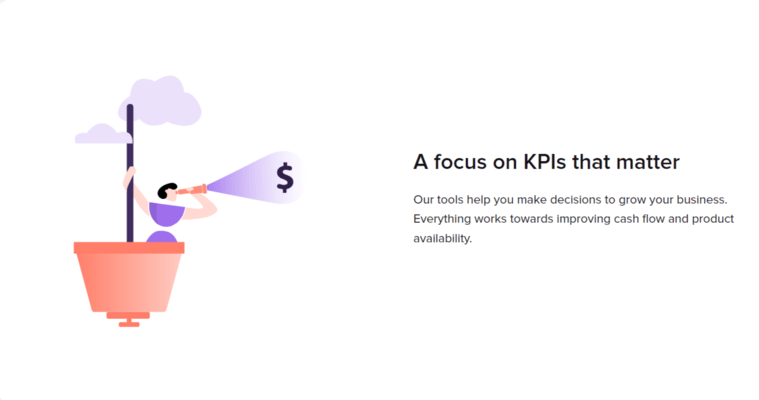 $
A focus on KPIs that matter
Our tools help you make decisions to grow your business.
Everything works towards improving cash flow and product
availability.